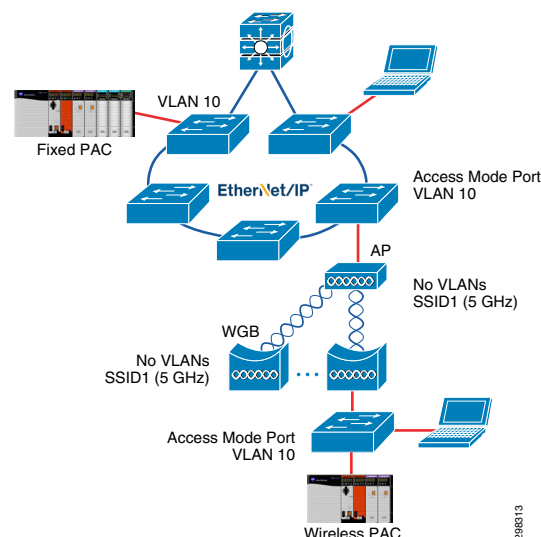 VLAN 10
Fixed PAC
EtherNet/IP
Access Mode Port
VLAN 10
AP
No VLANs
SSID1 (5 GHz)
WGB
No VLANs
SSID1 (5 GHz)
Access Mode Port
VLAN 10
Wireless PAC
298313